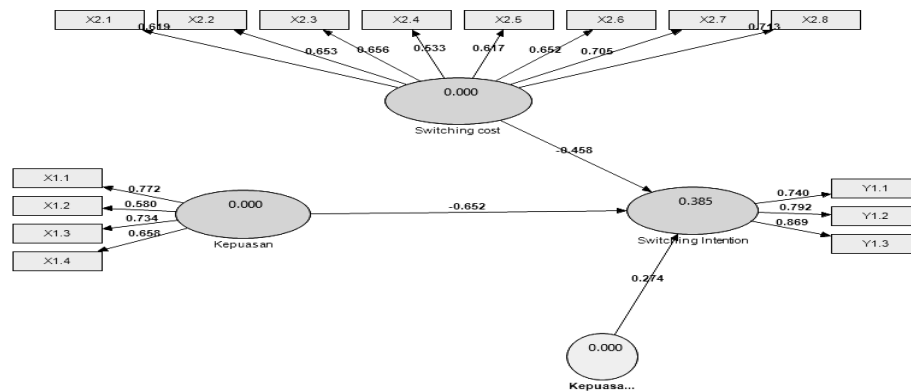 X2.1 X2.2 X2.3 X2.4 X2.5 X2.6 X2.7 X2.8
0.619 0.653 0.656 0.533 0.617 0.652 0.705 0.713
0.000
Switching cost
-0.458
X1.1
X1.2
X1.3
X1.4
0.772
0.580
0.734
0.658
0.000
Kepuasan
-0.652
0.385
Switching Intention
0.740
0.792
0.869
Y1.1
Y1.2
Y1.3
0.274
0.000
Kepuasa...